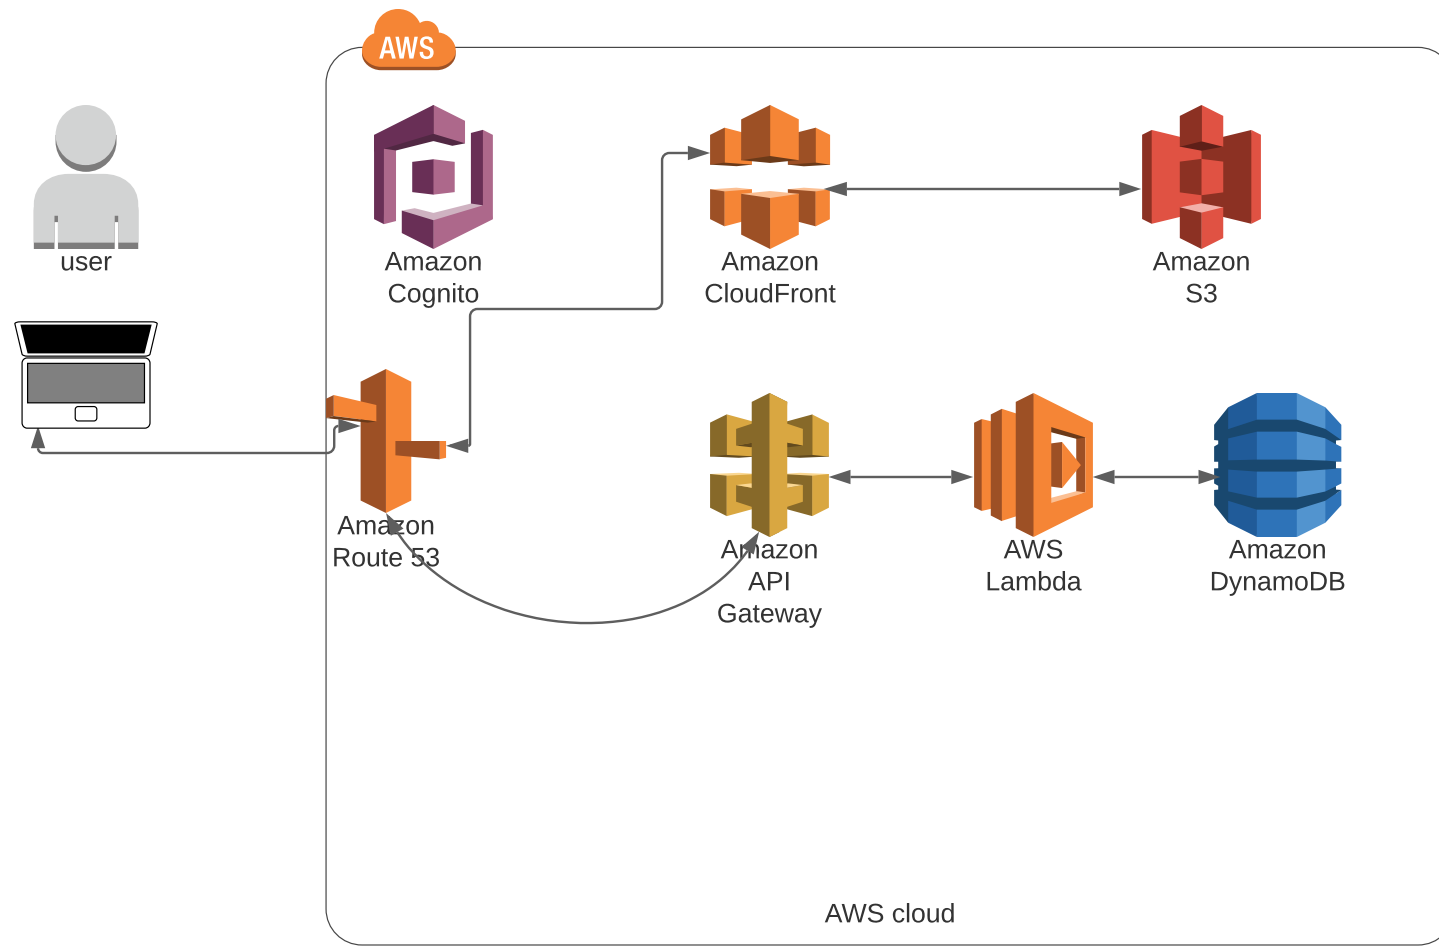 AWS
user
Amazon
Cognito
Amazon
CloudFront
Amazon
S3
Amazon
Route 53
Amazon
API
Gateway
AWS
Lambda
Amazon
DynamoDB
AWS cloud